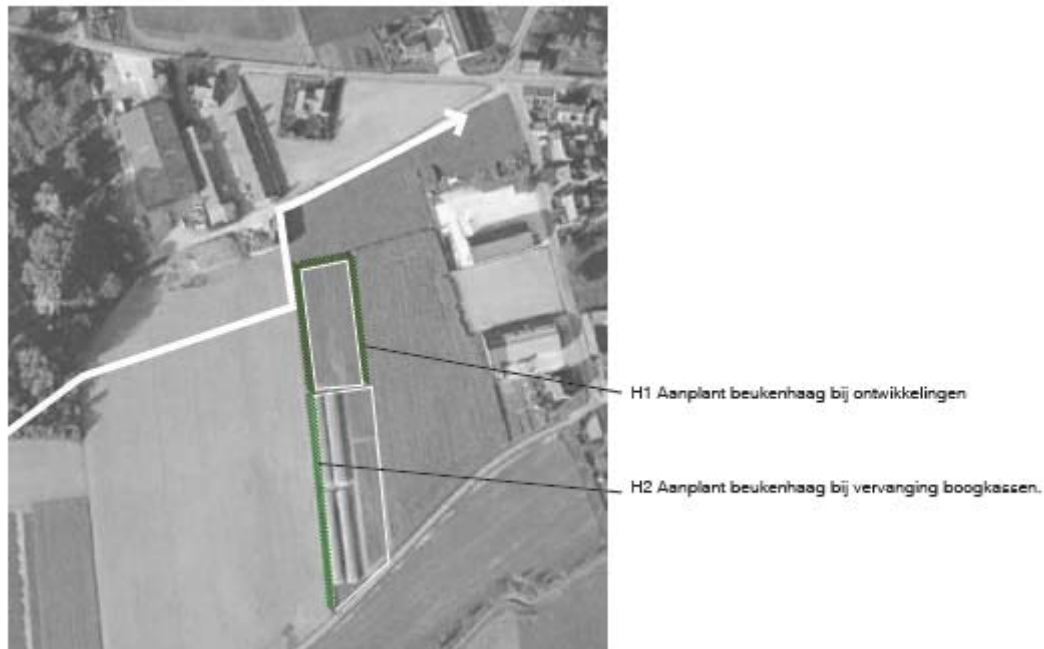 H1 Aanplant beukenhaag bij ontwikkelingen
H2 Aanplant beukenhaag bij vervanging boogkassen.